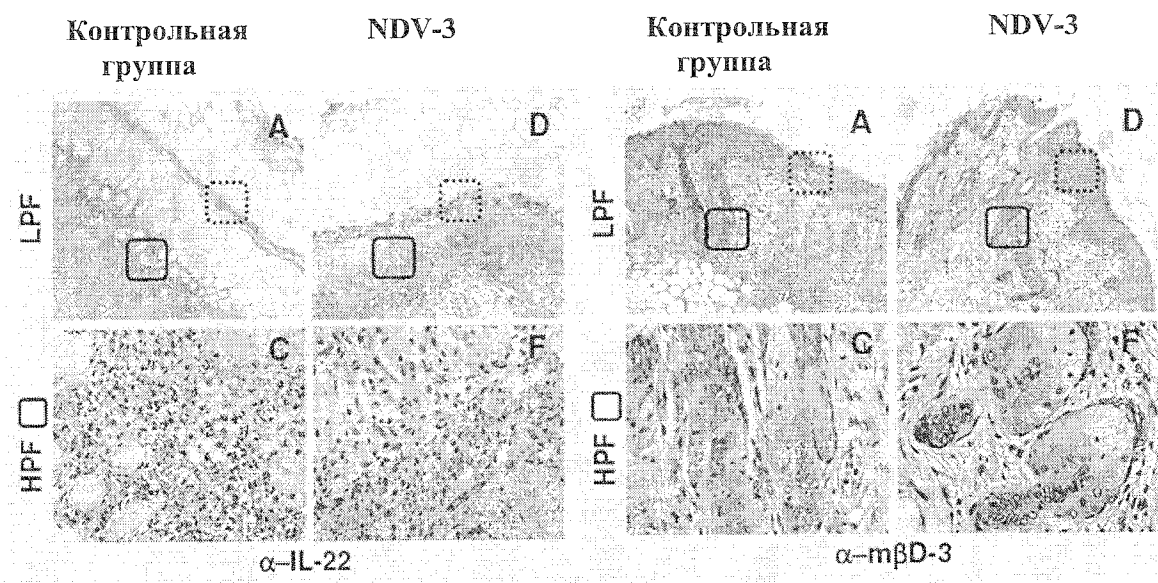 Контрольная
группа
NDV-3
Контрольная
группа
NDV-3
LPF
A
D
LPF
A
D
HPF
C
F
HPF
C
F
α–IL-22
α–mβD-3